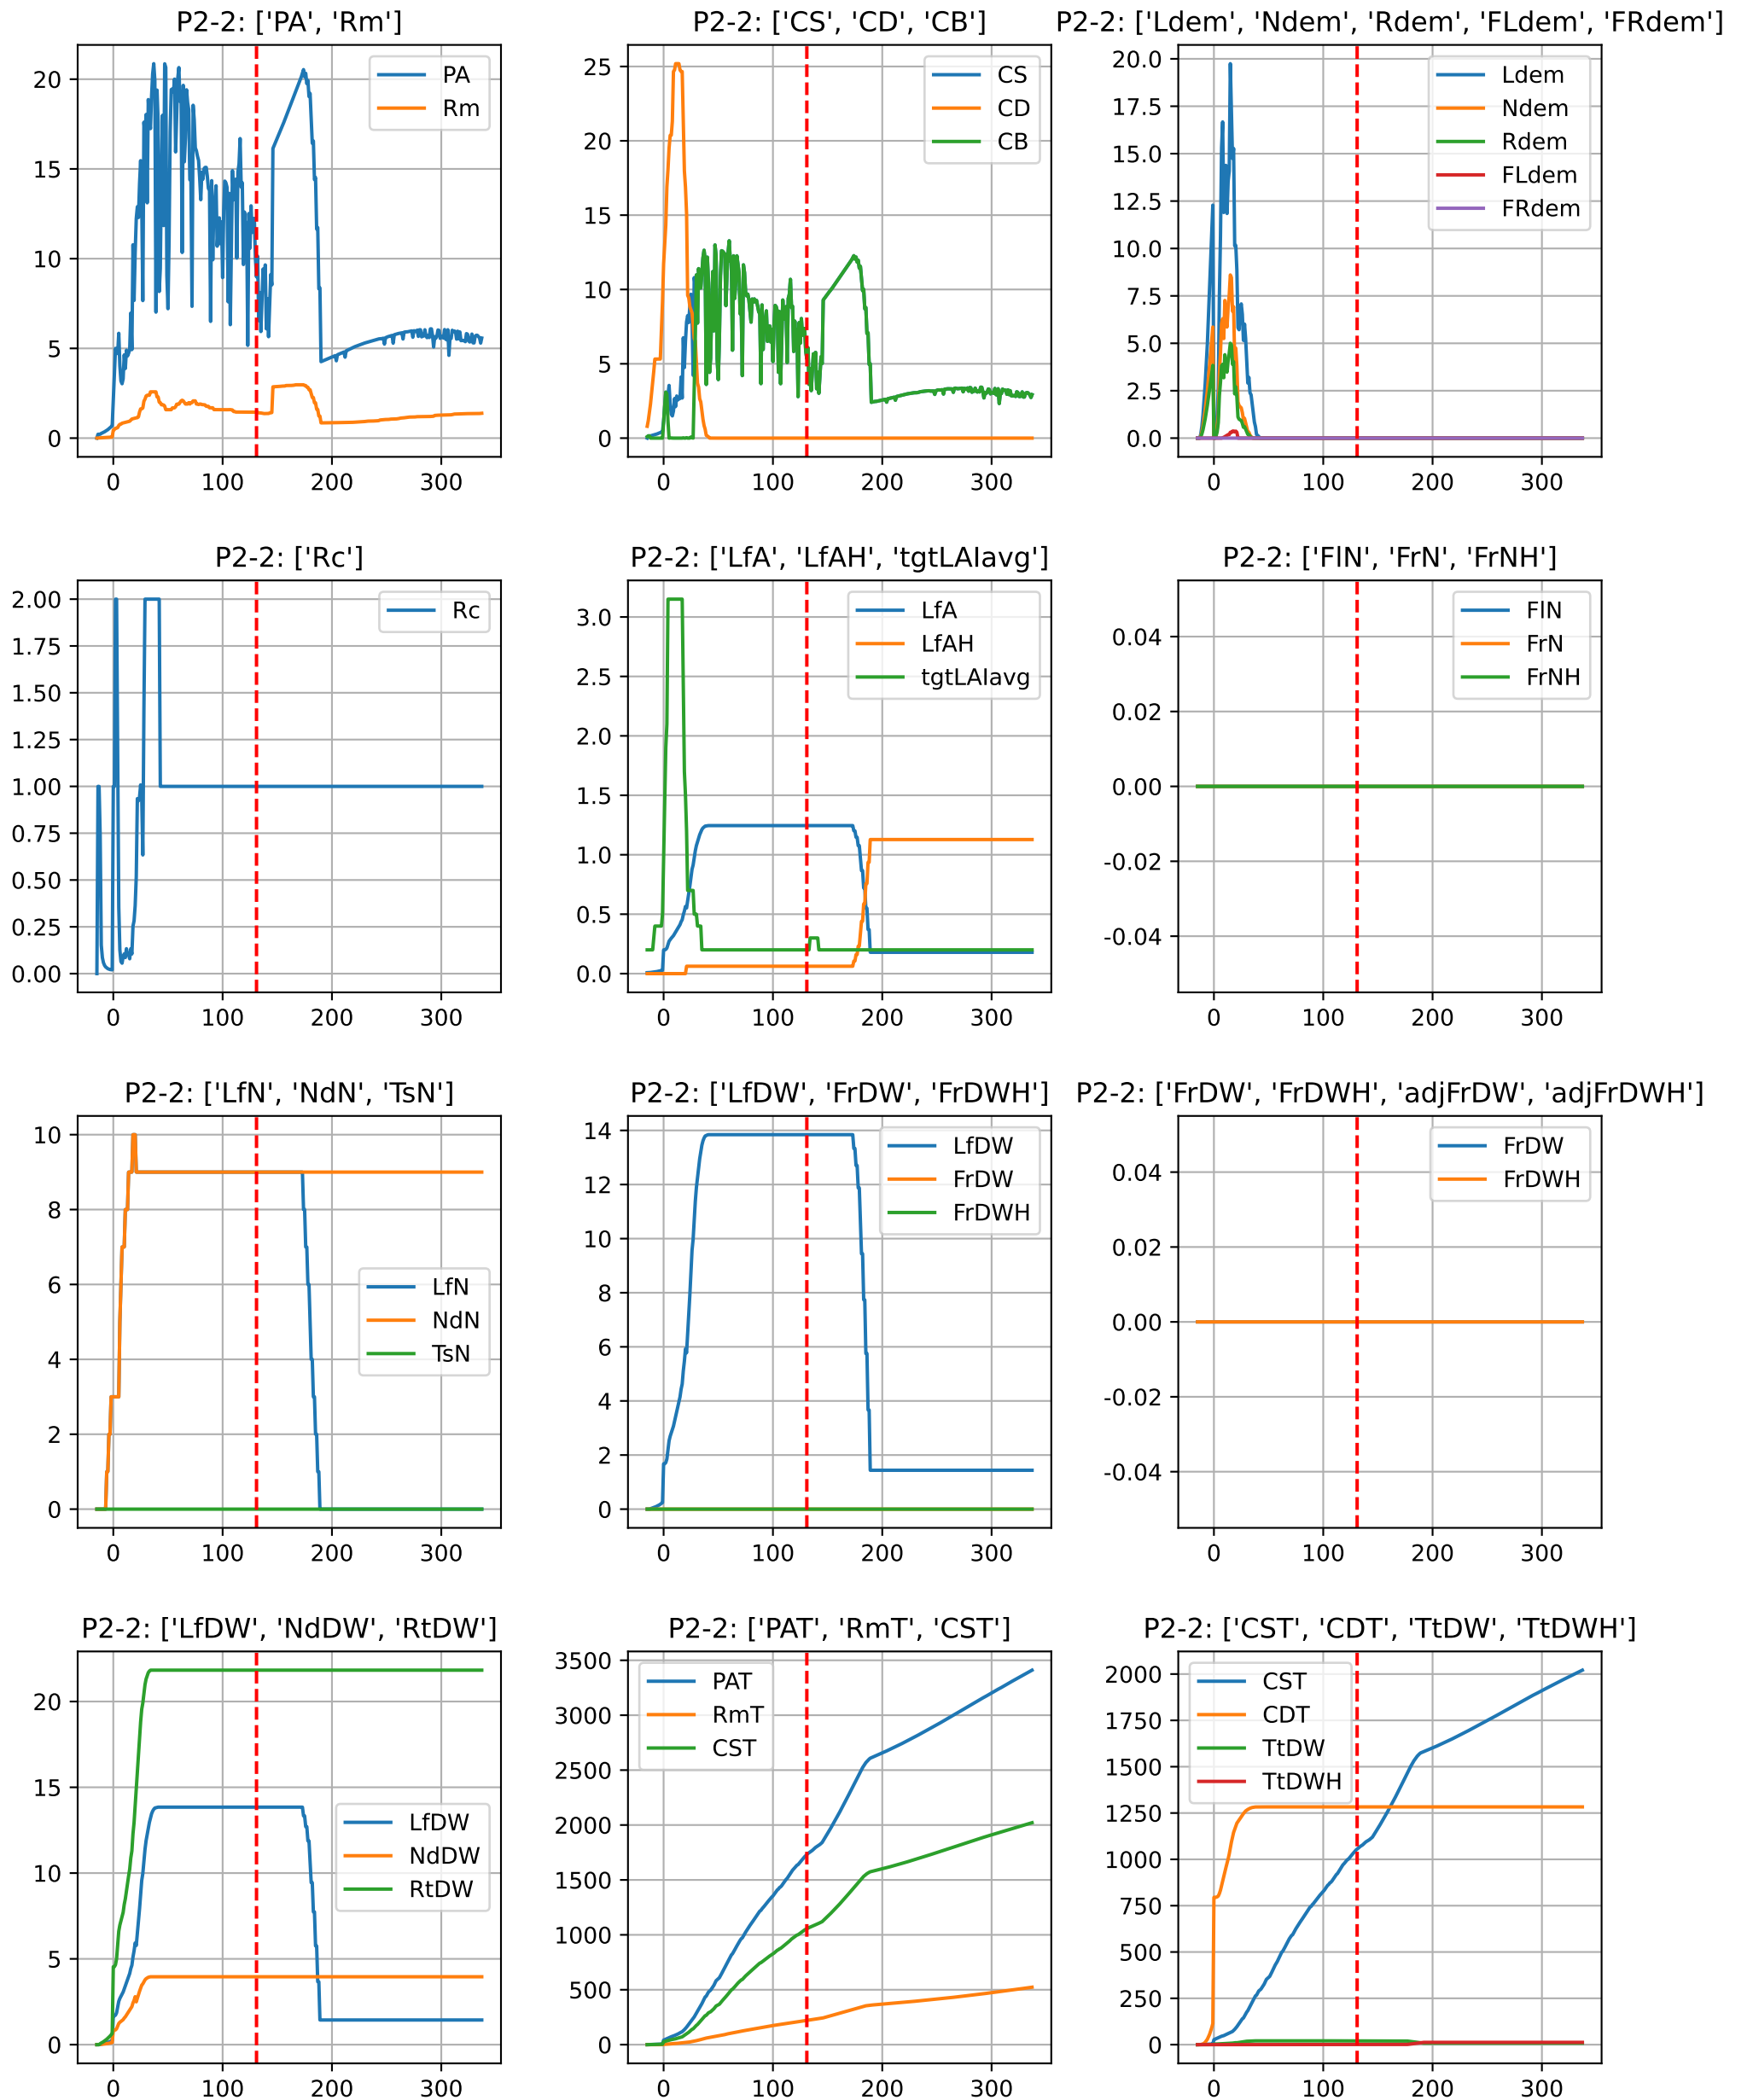 P2-2: ['PA', 'Rm']
20
15
10
5
0
0 100 200 300
PA
Rm
P2-2: ['CS', 'CD', 'CB']
25
20
15
10
5
0
0 100 200 300
CS
CD
CB
P2-2: ['Ldem', 'Ndem', 'Rdem', 'FLdem', 'FRdem']
20.0
17.5
15.0
12.5
10.0
7.5
5.0
2.5
0.0
0 100 200 300
Ldem
Ndem
Rdem
FLdem
FRdem
P2-2: ['Rc']
2.00
1.75
1.50
1.25
1.00
0.75
0.50
0.25
0.00
0 100 200 300
Rc
P2-2: ['LfA', 'LfAH', 'tgtLAIavg']
3.0
2.5
2.0
1.5
1.0
0.5
0.0
0 100 200 300
LfA
LfAH
tgtLAIavg
P2-2: ['FlN', 'FrN', 'FrNH']
0.04
0.02
0.00
-0.02
-0.04
0 100 200 300
FlN
FrN
FrNH
P2-2: ['LfN', 'NdN', 'TsN']
10
8
6
4
2
0
0 100 200 300
LfN
NdN
TsN
P2-2: ['LfDW', 'FrDW', 'FrDWH']
14
12
10
8
6
4
2
0
0 100 200 300
LfDW
FrDW
FrDWH
P2-2: ['FrDW', 'FrDWH', 'adjFrDW', 'adjFrDWH']
0.04
0.02
0.00
-0.02
-0.04
0 100 200 300
FrDW
FrDWH
P2-2: ['LfDW', 'NdDW', 'RtDW']
20
15
10
5
0
0 100 200 300
LfDW
NdDW
RtDW
P2-2: ['PAT', 'RmT', 'CST']
3500
3000
2500
2000
1500
1000
500
0
0 100 200 300
PAT
RmT
CST
P2-2: ['CST', 'CDT', 'TtDW', 'TtDWH']
2000
1750
1500
1250
1000
750
500
250
0
0 100 200 300
CST
CDT
TtDW
TtDWH